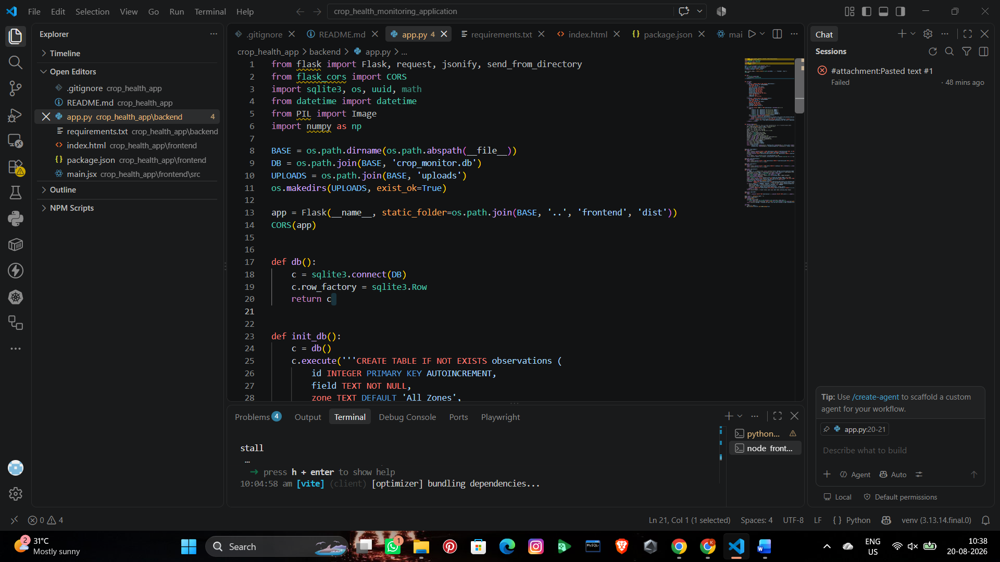 File Edit Selection View Go Run Terminal Help
crop_health_monitoring_application
Explorer
Timeline
Open Editors
.gitignore crop_health_app
README.md crop_health_app
app.py crop_health_app\backend 4
requirements.txt crop_health_app\backend
index.html crop_health_app\frontend
package.json crop_health_app\frontend
main.jsx crop_health_app\frontend\src
Outline
NPM Scripts
.gitignore README.md app.py 4 requirements.txt index.html package.json mai
crop_health_app > backend > app.py > ...
1 from flask import Flask, request, jsonify, send_from_directory
2 from flask_cors import CORS
3 import sqlite3, os, uuid, math
4 from datetime import datetime
5 from PIL import Image
6 import numpy as np
7
8 BASE = os.path.dirname(os.path.abspath(__file__))
9 DB = os.path.join(BASE, 'crop_monitor.db')
10 UPLOADS = os.path.join(BASE, 'uploads')
11 os.makedirs(UPLOADS, exist_ok=True)
12
13 app = Flask(__name__, static_folder=os.path.join(BASE, '..', 'frontend', 'dist'))
14 CORS(app)
15
16
17 def db():
18 c = sqlite3.connect(DB)
19 c.row_factory = sqlite3.Row
20 return c
21
22
23 def init_db():
24 c = db()
25 c.execute('''CREATE TABLE IF NOT EXISTS observations (
26 id INTEGER PRIMARY KEY AUTOINCREMENT,
27 field TEXT NOT NULL,
28 zone TEXT DEFAULT 'All Zones',
Problems 4 Output Terminal Debug Console Ports Playwright
stall
…
➜ press h + enter to show help
10:04:58 am [vite] (client) [optimizer] bundling dependencies...
python...
node front...
Chat
Sessions
#attachment:Pasted text #1
Failed · 48 mins ago
Tip: Use /create-agent to scaffold a custom
agent for your workflow.
app.py:20-21
Describe what to build
Agent Auto
Local Default permissions
0 4
Ln 21, Col 1 (1 selected) Spaces: 4 UTF-8 LF { } Python venv (3.13.14.final.0)
2 31°C
Mostly sunny
Search
1
MySQL
K
W
ENG
US
10:38
20-08-2026